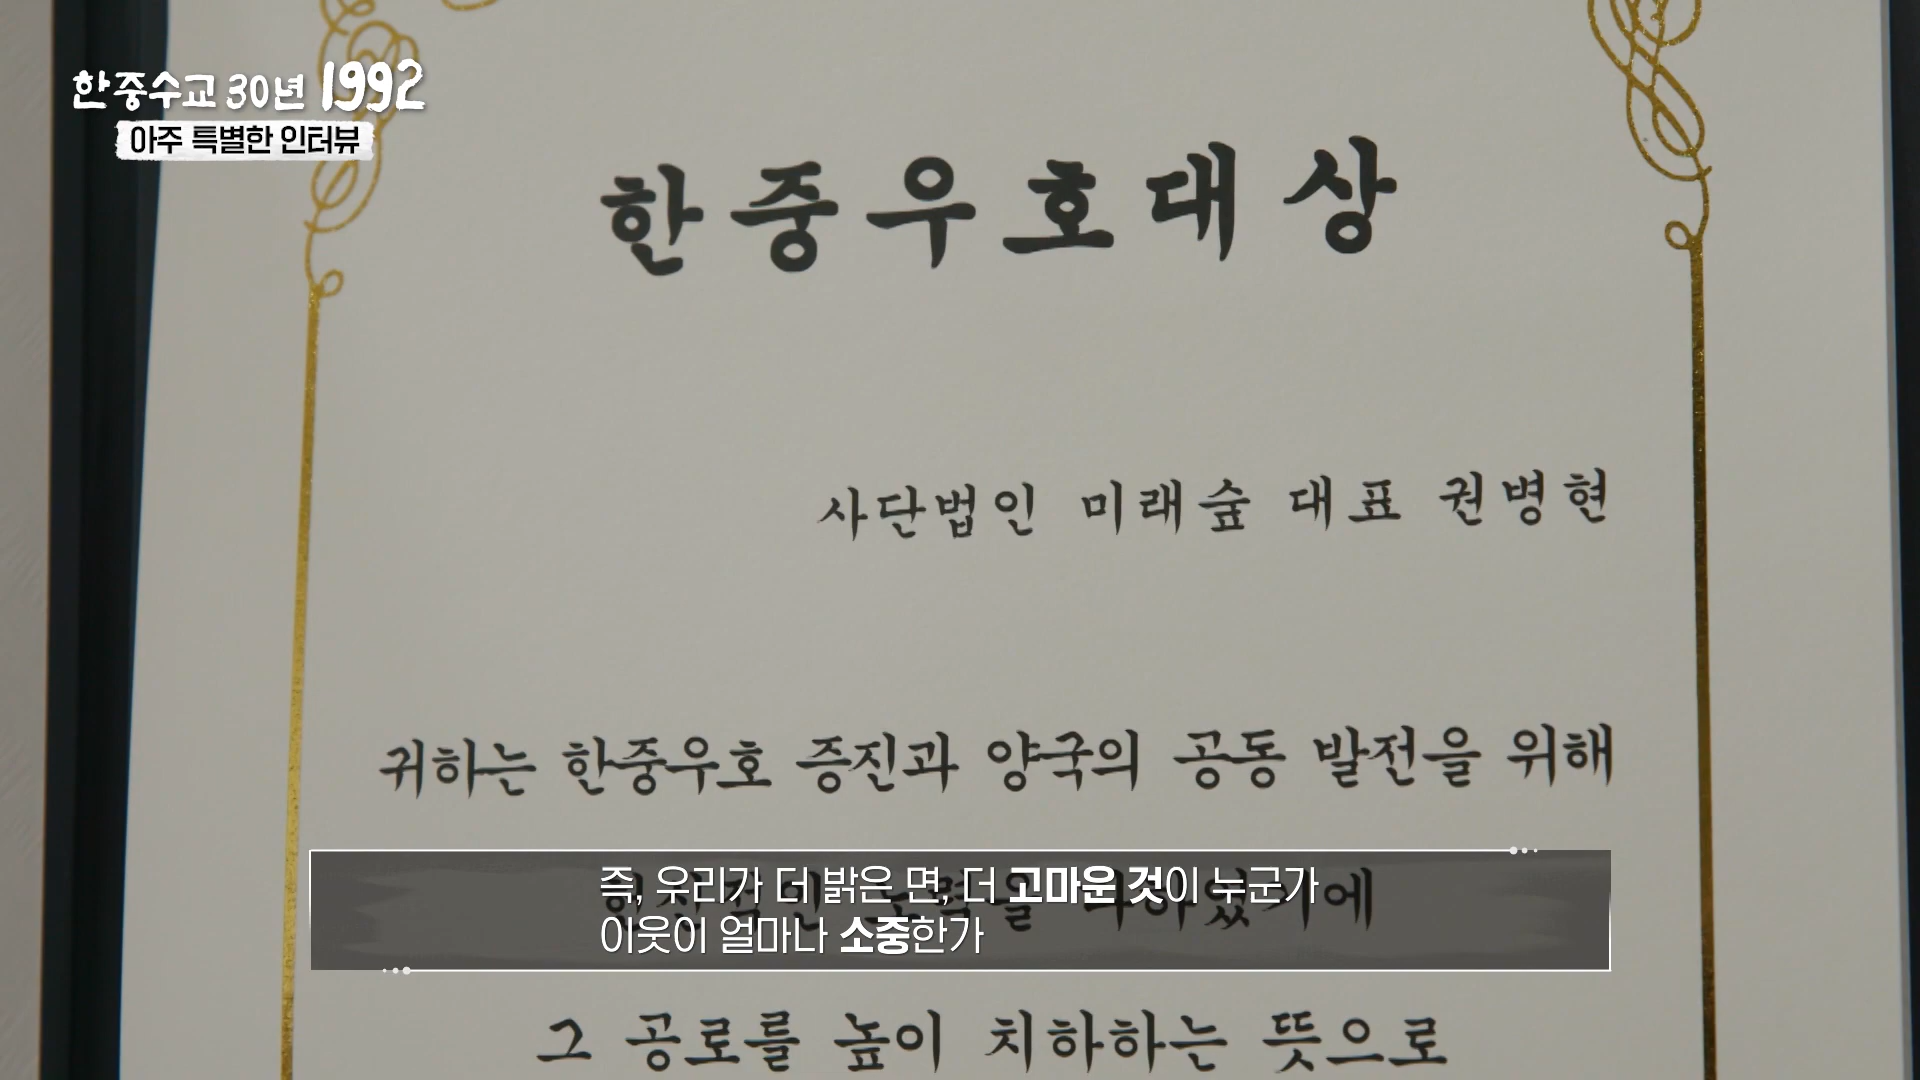 한중수교 30년 1992
아주 특별한 인터뷰
한중우호대상
사단법인 미래숲 대표 권병현
귀하는 한중우호 증진과 양국의 공동 발전을 위해
즉, 우리가 더 밝은 면, 더 고마운 것이 누군가
이웃이 얼마나 소중한가
그 공로를 높이 치하하는 뜻으로